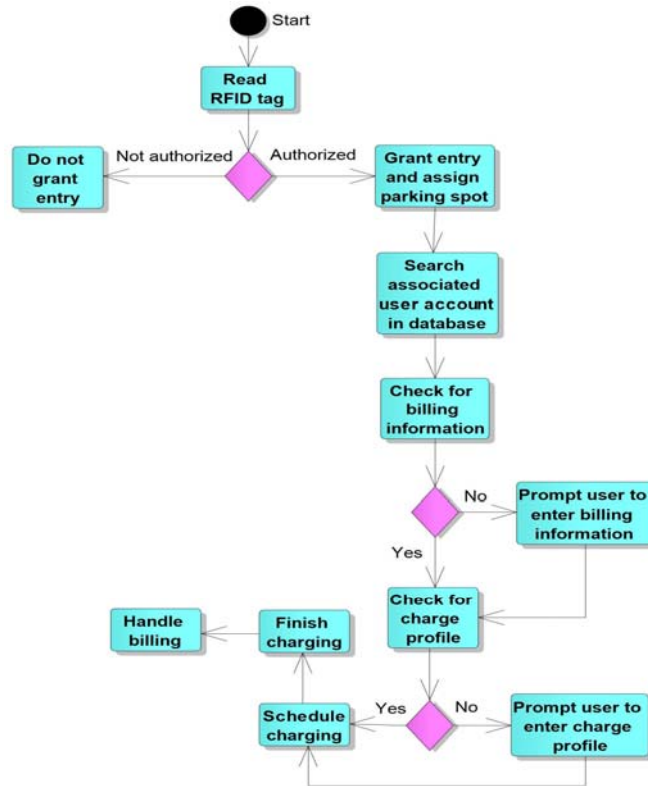 Start
Read
RFID tag
Not authorized
Authorized
Do not
grant
entry
Grant entry
and assign
parking spot
Search
associated
user account
in database
Check for
billing
information
No
Prompt user to
enter billing
information
Yes
Check for
charge
profile
Handle
billing
Finish
charging
Yes
No
Schedule
charging
Prompt user to
enter charge
profile